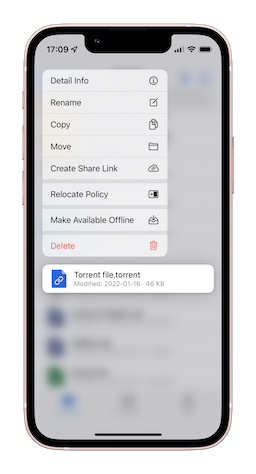 17:09
Detail Info
Rename
Copy
Move
Create Share Link
Relocate Policy
Make Available Offline
Delete
Torrent file.torrent
Modified: 2022-01-16 · 46 KB